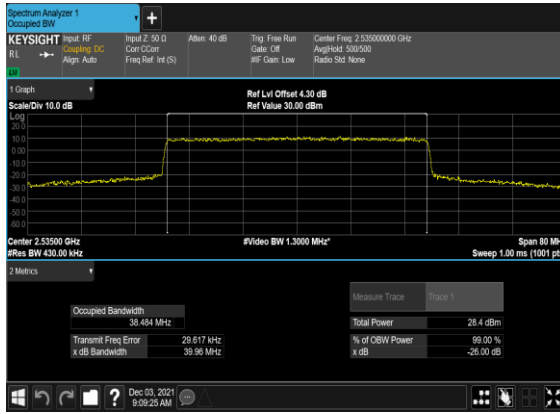 Spectrum Analyzer 1
Occupied BW
KEYSIGHT
RL
Input: RF
Coupling: DC
Align: Auto
Input Z: 50 Ω
Corr CCorr
Freq Ref: Int (S)
Atten: 40 dB
Trig: Free Run
Gate: Off
#IF Gain: Low
Center Freq: 2.535000000 GHz
Avg|Hold: 500/500
Radio Std: None
1 Graph
Scale/Div 10.0 dB
Ref Lvl Offset 4.30 dB
Ref Value 30.00 dBm
Log
20.0
10.0
0.00
-10.0
-20.0
-30.0
-40.0
-50.0
-60.0
Center 2.53500 GHz
#Res BW 430.00 kHz
#Video BW 1.3000 MHz*
Span 80 MH
Sweep 1.00 ms (1001 pt
2 Metrics
Measure Trace Trace 1
Occupied Bandwidth
38.484 MHz
Total Power 28.4 dBm
Transmit Freq Error 29.617 kHz
% of OBW Power 99.00 %
x dB Bandwidth 39.96 MHz
x dB -26.00 dB
?
Dec 03, 2021
9:09:25 AM